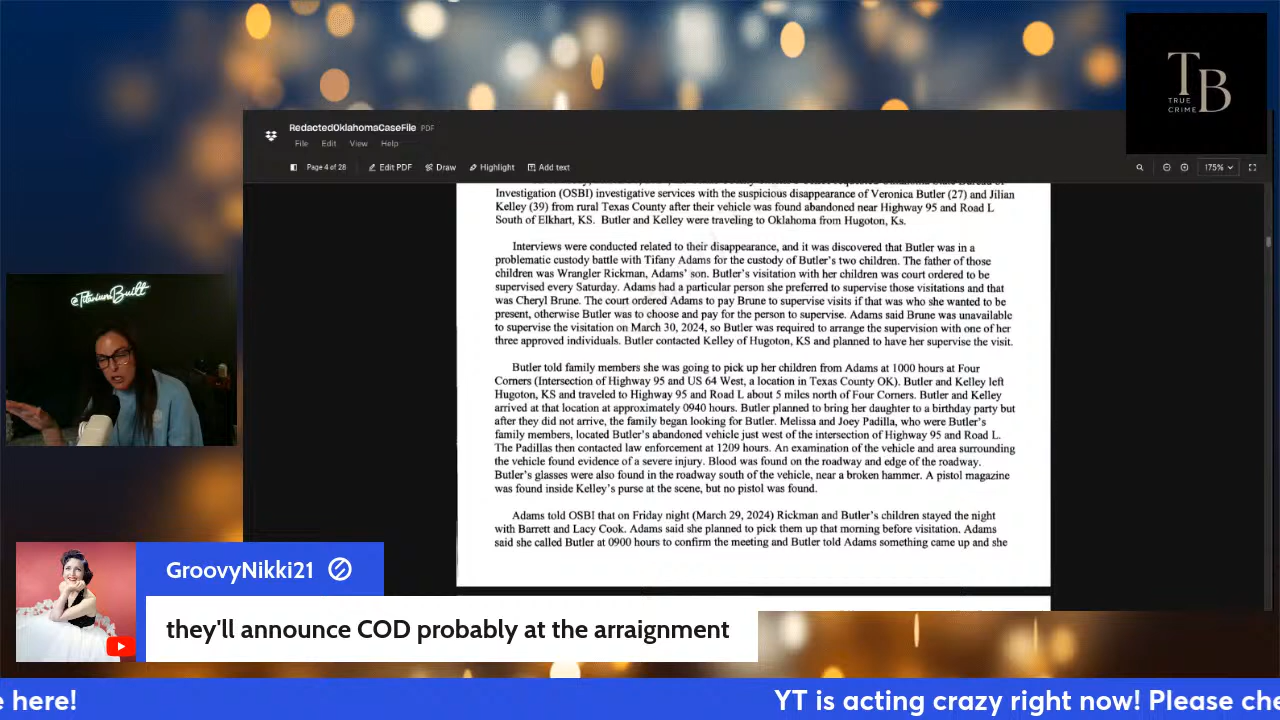 T
TRUE
CRIME
B
RedactedOklahomaCaseFile PDF
File Edit View Help
Page 4 of 28 Edit PDF Draw Highlight Add text 175%
Investigation (OSBI) investigative services with the suspicious disappearance of Veronica Butler (27) and Jilian
Kelley (39) from rural Texas County after their vehicle was found abandoned near Highway 95 and Road L
South of Elkhart, KS. Butler and Kelley were traveling to Oklahoma from Hugoton, Ks.
Interviews were conducted related to their disappearance, and it was discovered that Butler was in a
problematic custody battle with Tifany Adams for the custody of Butler's two children. The father of those
children was Wrangler Rickman, Adams' son. Butler's visitation with her children was court ordered to be
supervised every Saturday. Adams had a particular person she preferred to supervise those visitations and that
was Cheryl Brune. The court ordered Adams to pay Brune to supervise visits if that was who she wanted to be
present, otherwise Butler was to choose and pay for the person to supervise. Adams said Brune was unavailable
to supervise the visitation on March 30, 2024, so Butler was required to arrange the supervision with one of her
three approved individuals. Butler contacted Kelley of Hugoton, KS and planned to have her supervise the visit.
Butler told family members she was going to pick up her children from Adams at 1000 hours at Four
Corners (Intersection of Highway 95 and US 64 West, a location in Texas County OK). Butler and Kelley left
Hugoton, KS and traveled to Highway 95 and Road L about 5 miles north of Four Corners. Butler and Kelley
arrived at that location at approximately 0940 hours. Butler planned to bring her daughter to a birthday party but
after they did not arrive, the family began looking for Butler. Melissa and Joey Padilla, who were Butler's
family members, located Butler's abandoned vehicle just west of the intersection of Highway 95 and Road L.
The Padillas then contacted law enforcement at 1209 hours. An examination of the vehicle and area surrounding
the vehicle found evidence of a severe injury. Blood was found on the roadway and edge of the roadway.
Butler's glasses were also found in the roadway south of the vehicle, near a broken hammer. A pistol magazine
was found inside Kelley's purse at the scene, but no pistol was found.
Adams told OSBI that on Friday night (March 29, 2024) Rickman and Butler's children stayed the night
with Barrett and Lacy Cook. Adams said she planned to pick them up that morning before visitation. Adams
said she called Butler at 0900 hours to confirm the meeting and Butler told Adams something came up and she
GroovyNikki21
they'll announce COD probably at the arraignment
e here! YT is acting crazy right now! Please che